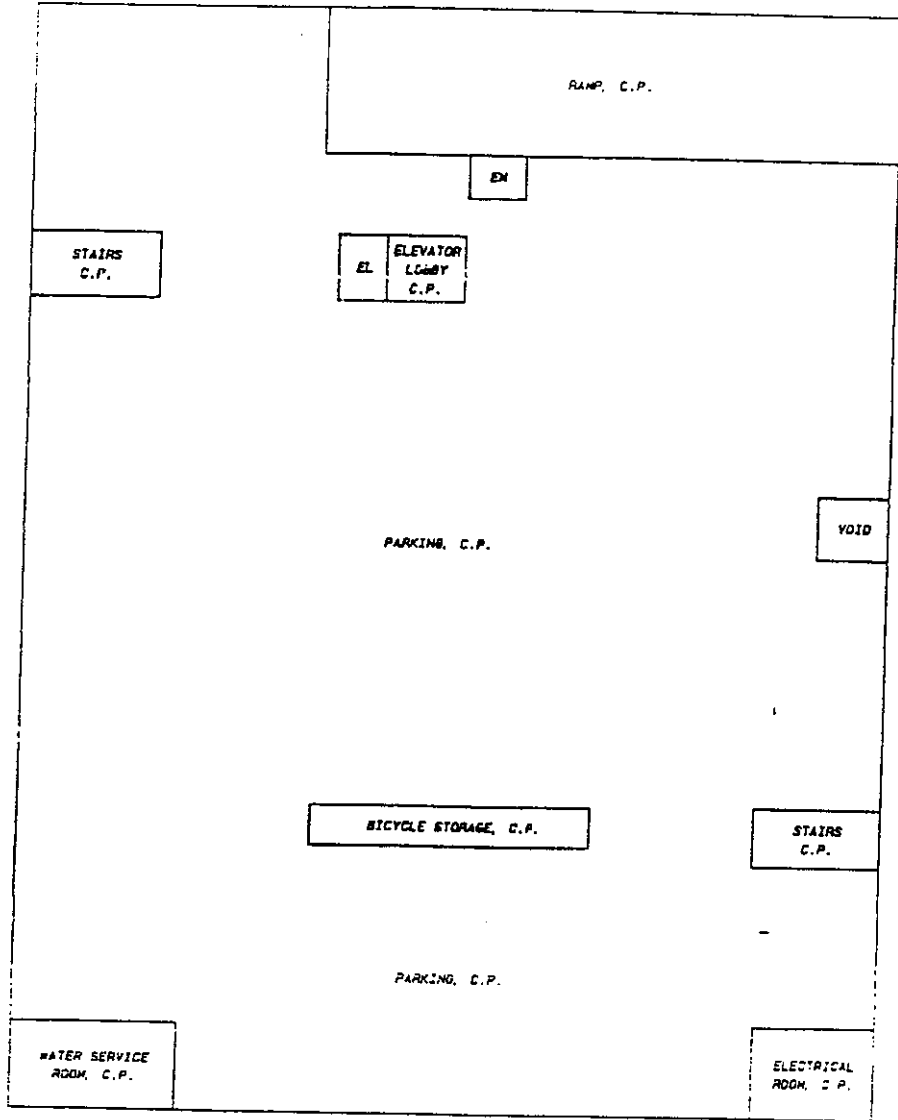 RAMP, C.P.
EM
STAIRS
C.P.
EL
ELEVATOR
LOBBY
C.P.
VOID
PARKING, C.P.
BICYCLE STORAGE, C.P.
STAIRS
C.P.
PARKING, C.P.
WATER SERVICE
ROOM, C.P.
ELECTRICAL
ROOM, C.P.